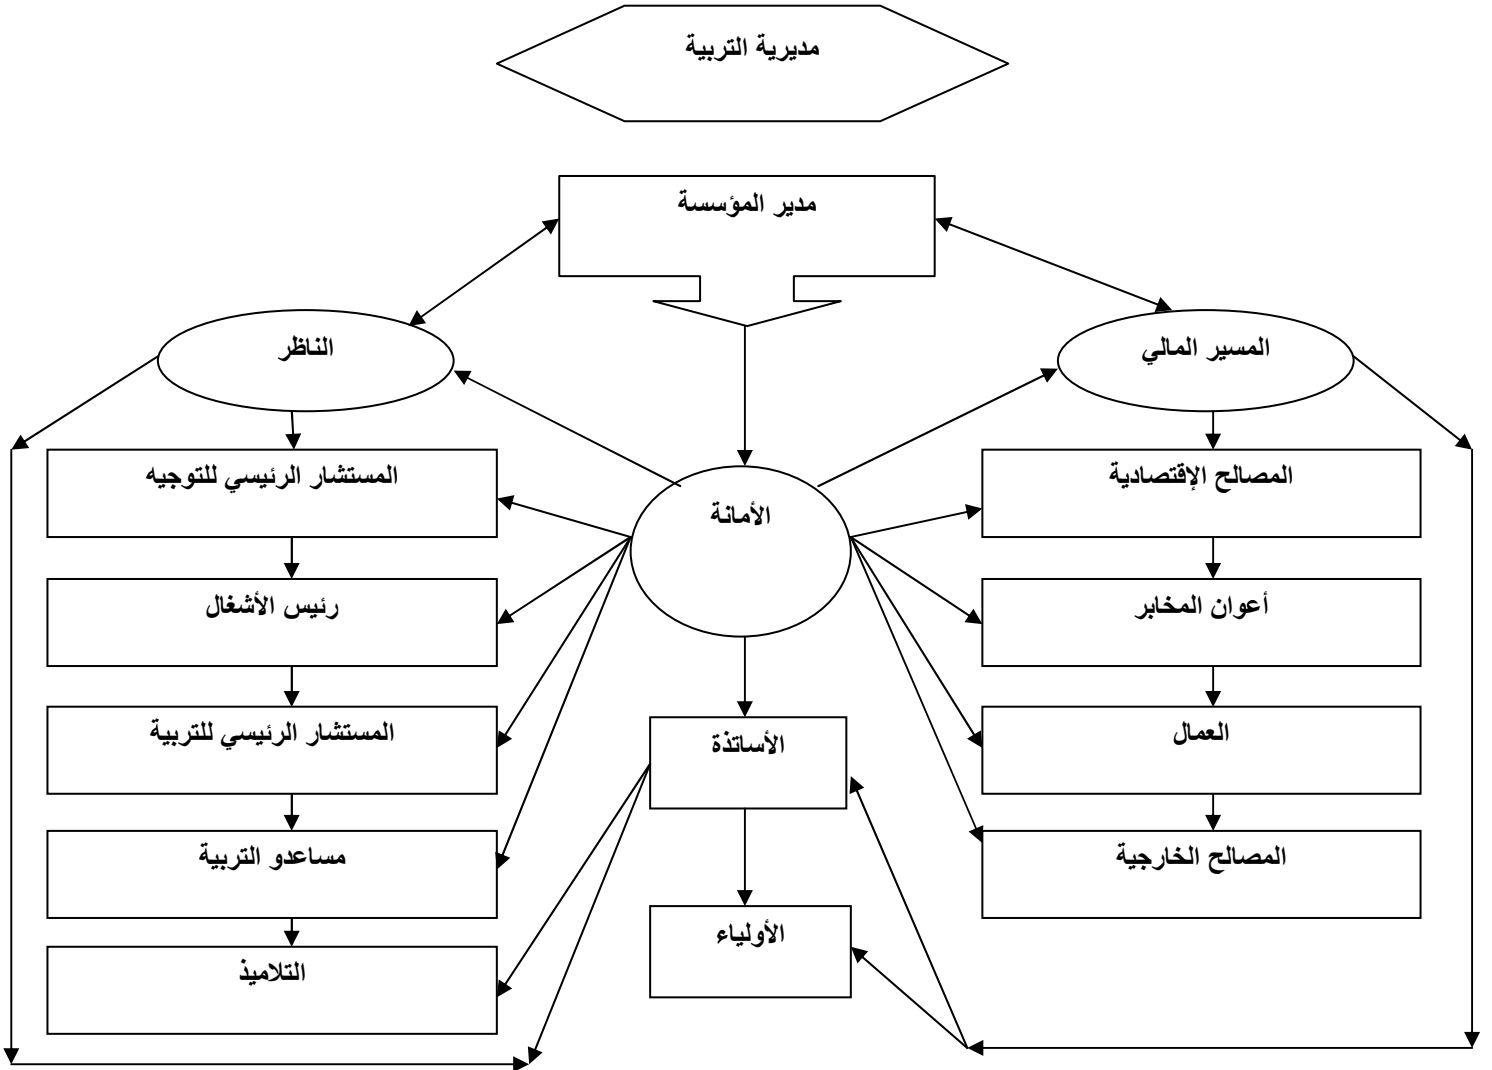 مديرية التربية
مدير المؤسسة
المسير المالي
الناظر
المصالح الإقتصادية
الأمانة
المستشار الرئيسي للتوجيه
أعوان المخابر
رئيس الأشغال
العمال
الأساتذة
المستشار الرئيسي للتربية
المصالح الخارجية
مساعدو التربية
الأولياء
التلاميذ